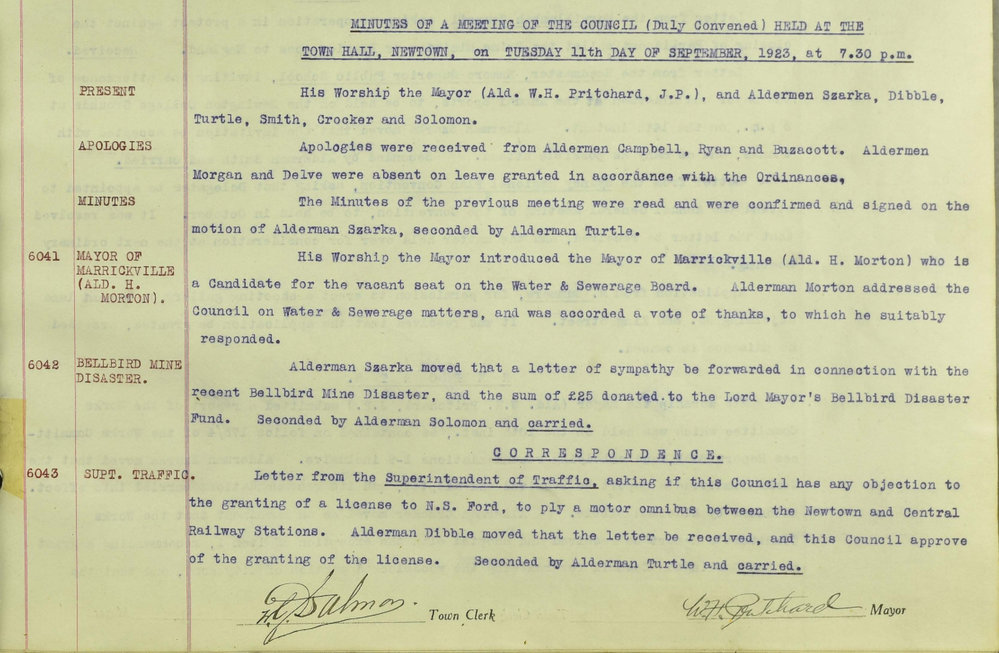 MINUTES OF A MEETING OF THE COUNCIL (Duly Convened) HELD AT THE
TOWN HALL, NEWTOWN, on TUESDAY 11th DAY OF SEPTEMBER, 1923, at 7.30 p.m.
PRESENT His Worship the Mayor (Ald. W.H. Pritchard, J.P.), and Aldermen Szarka, Dibble,
Turtle, Smith, Crocker and Solomon.
APOLOGIES Apologies were received from Aldermen Campbell, Ryan and Buzacott. Aldermen
Morgan and Delve were absent on leave granted in accordance with the Ordinances,
MINUTES The Minutes of the previous meeting were read and were confirmed and signed on the
motion of Alderman Szarka, seconded by Alderman Turtle.
6041 MAYOR OF His Worship the Mayor introduced the Mayor of Marrickville (Ald. H. Morton) who is
MARRICKVILLE a Candidate for the vacant seat on the Water & Sewerage Board. Alderman Morton addressed the
(ALD. H. Council on Water & Sewerage matters, and was accorded a vote of thanks, to which he suitably
MORTON). responded.
6042 BELLBIRD MINE Alderman Szarka moved that a letter of sympathy be forwarded in connection with the
DISASTER. recent Bellbird Mine Disaster, and the sum of £25 donated to the Lord Mayor's Bellbird Disaster
Fund. Seconded by Alderman Solomon and carried.
CORRESPONDENCE.
6043 SUPT. TRAFFIC. Letter from the Superintendent of Traffic, asking if this Council has any objection to
the granting of a license to N.S. Ford, to ply a motor omnibus between the Newtown and Central
Railway Stations. Alderman Dibble moved that the letter be received, and this Council approve
of the granting of the license. Seconded by Alderman Turtle and carried.
Salmon. Town Clerk WH. Pritchard Mayor